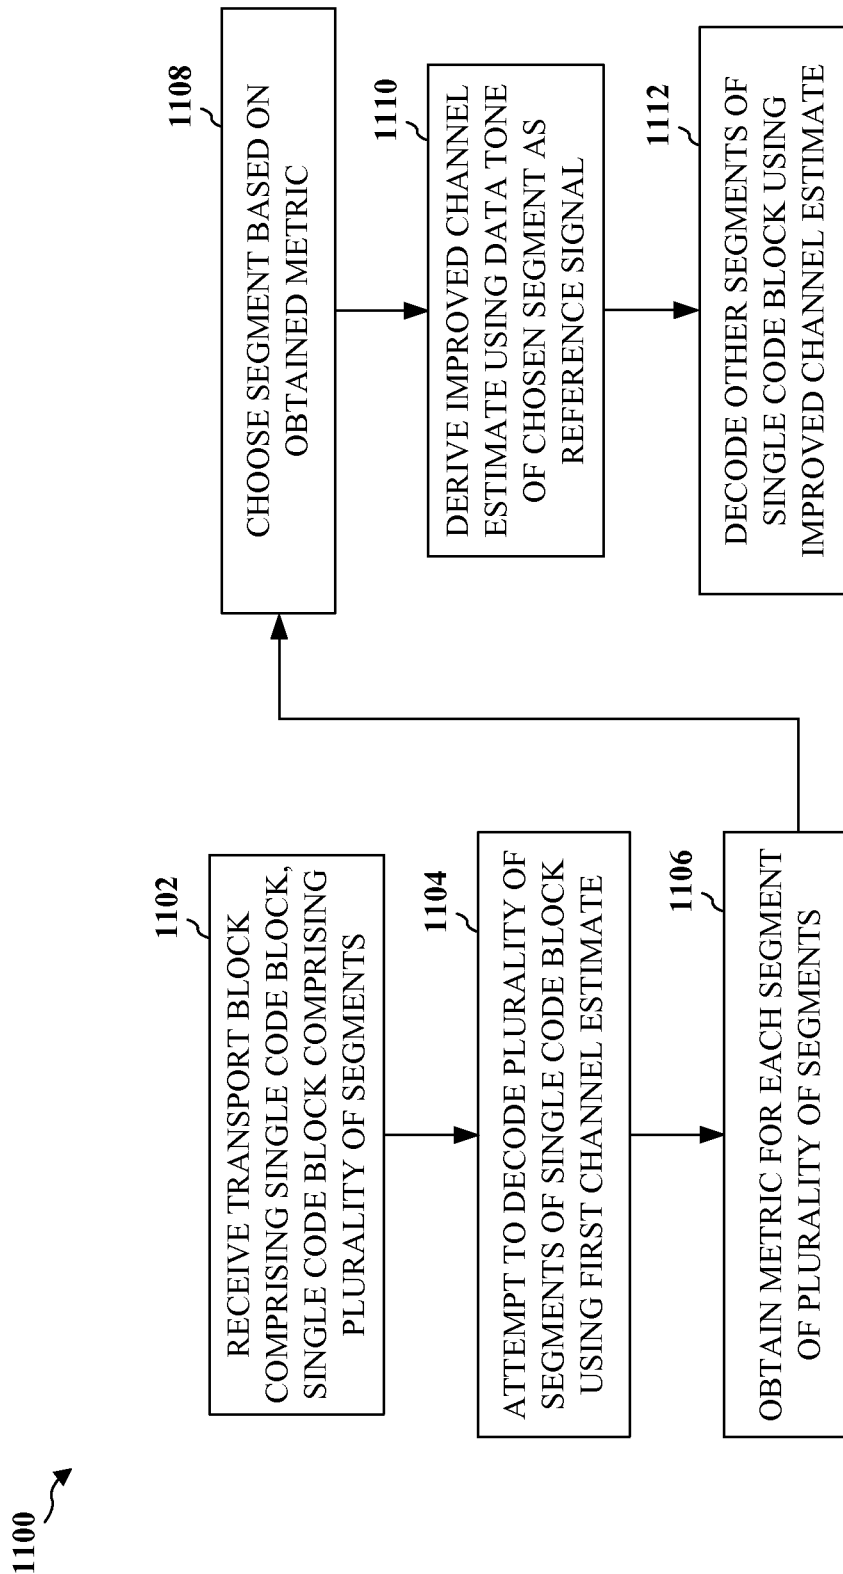 1100
1102
RECEIVE TRANSPORT BLOCK
COMPRISING SINGLE CODE BLOCK,
SINGLE CODE BLOCK COMPRISING
PLURALITY OF SEGMENTS
1104
ATTEMPT TO DECODE PLURALITY OF
SEGMENTS OF SINGLE CODE BLOCK
USING FIRST CHANNEL ESTIMATE
1106
OBTAIN METRIC FOR EACH SEGMENT
OF PLURALITY OF SEGMENTS
1108
CHOOSE SEGMENT BASED ON
OBTAINED METRIC
1110
DERIVE IMPROVED CHANNEL
ESTIMATE USING DATA TONE
OF CHOSEN SEGMENT AS
REFERENCE SIGNAL
1112
DECODE OTHER SEGMENTS OF
SINGLE CODE BLOCK USING
IMPROVED CHANNEL ESTIMATE